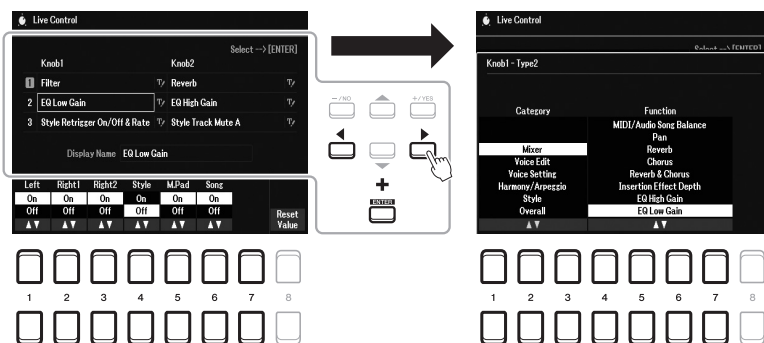 Live Control
Select --> [ENTER]
Knob1 Knob2
1 Filter Reverb
2 EQ Low Gain EQ High Gain
3 Style Retrigger On/Off & Rate Style Track Mute A
Display Name EQ Low Gain
Left Right1 Right2 Style M.Pad Song
On On On On On On
Off Off Off Off Off Off
Reset Value
1 2 3 4 5 6 7 8
-/NO +/YES
+
ENTER
Live Control
Select --> [ENTER]
Knob1 - Type2
Category Function
MIDI/Audio Song Balance
Pan
Mixer Reverb
Voice Edit Chorus
Voice Setting Reverb & Chorus
Harmony/Arpeggio Insertion Effect Depth
Style EQ High Gain
Overall EQ Low Gain
1 2 3 4 5 6 7 8